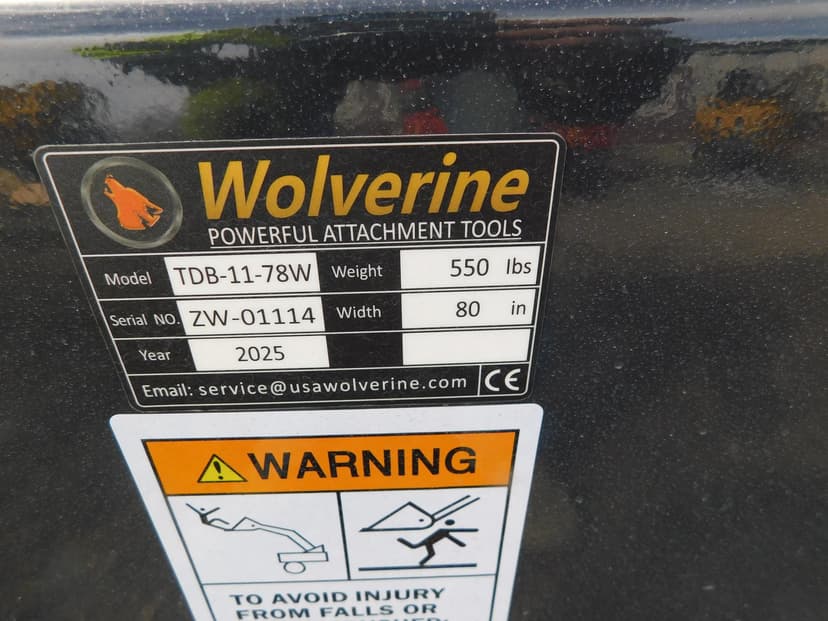 Wolverine
POWERFUL ATTACHMENT TOOLS
Model TDB-11-78W Weight 550 lbs
Serial NO. ZW-01114 Width 80 in
Year 2025
Email: service@usawolverine.com CE
WARNING
TO AVOID INJURY
FROM FALLS OR